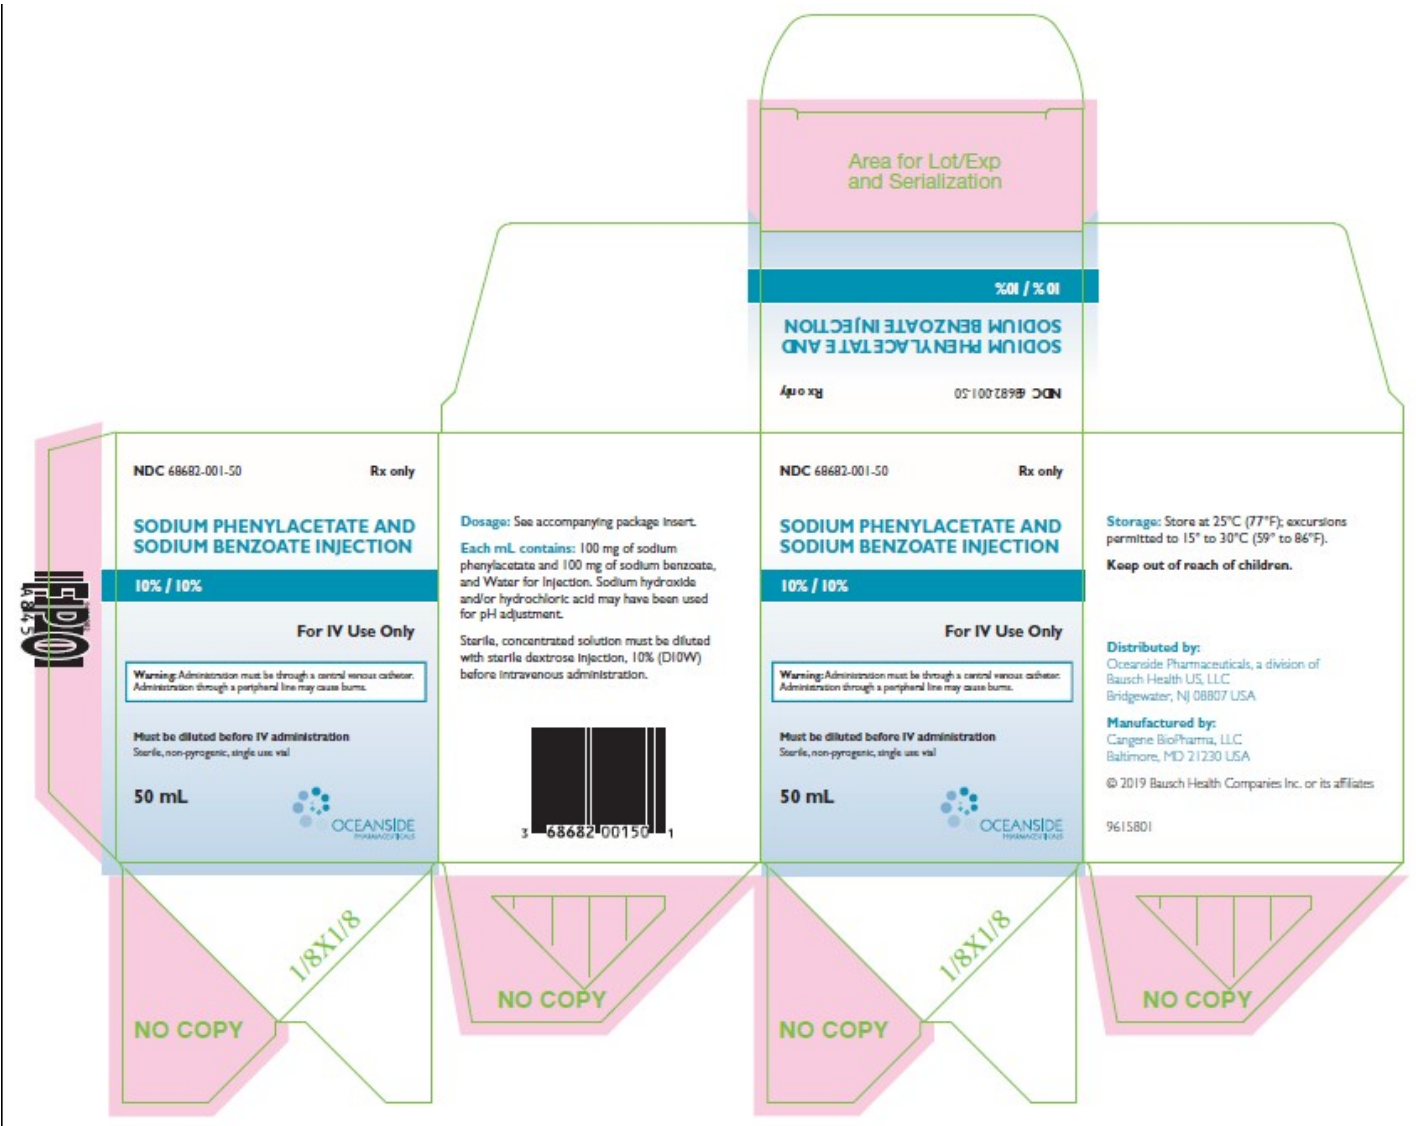 Area for Lot/Exp
and Serialization
10% / 10%
SODIUM PHENYLACETATE AND
SODIUM BENZOATE INJECTION
NDC 68682-001-50 Rx only
NDC 68682-001-50 Rx only
SODIUM PHENYLACETATE AND
SODIUM BENZOATE INJECTION
10% / 10%
For IV Use Only
Warning: Administration must be through a central venous catheter.
Administration through a peripheral line may cause burns.
Must be diluted before IV administration
Sterile, non-pyrogenic, single use vial
50 mL
OCEANSIDE
PHARMACEUTICALS
Dosage: See accompanying package insert.
Each mL contains: 100 mg of sodium
phenylacetate and 100 mg of sodium benzoate,
and Water for Injection. Sodium hydroxide
and/or hydrochloric acid may have been used
for pH adjustment.
Sterile, concentrated solution must be diluted
with sterile dextrose injection, 10% (D10W)
before intravenous administration.
3 68682 00150 1
NDC 68682-001-50 Rx only
SODIUM PHENYLACETATE AND
SODIUM BENZOATE INJECTION
10% / 10%
For IV Use Only
Warning: Administration must be through a central venous catheter.
Administration through a peripheral line may cause burns.
Must be diluted before IV administration
Sterile, non-pyrogenic, single use vial
50 mL
OCEANSIDE
PHARMACEUTICALS
Storage: Store at 25°C (77°F); excursions
permitted to 15° to 30°C (59° to 86°F).
Keep out of reach of children.
Distributed by:
Oceanside Pharmaceuticals, a division of
Bausch Health US, LLC
Bridgewater, NJ 08807 USA
Manufactured by:
Cangene BioPharma, LLC
Baltimore, MD 21230 USA
© 2019 Bausch Health Companies Inc. or its affiliates
9615801
FPO
A845
1/8X1/8
NO COPY
NO COPY
1/8X1/8
NO COPY
NO COPY